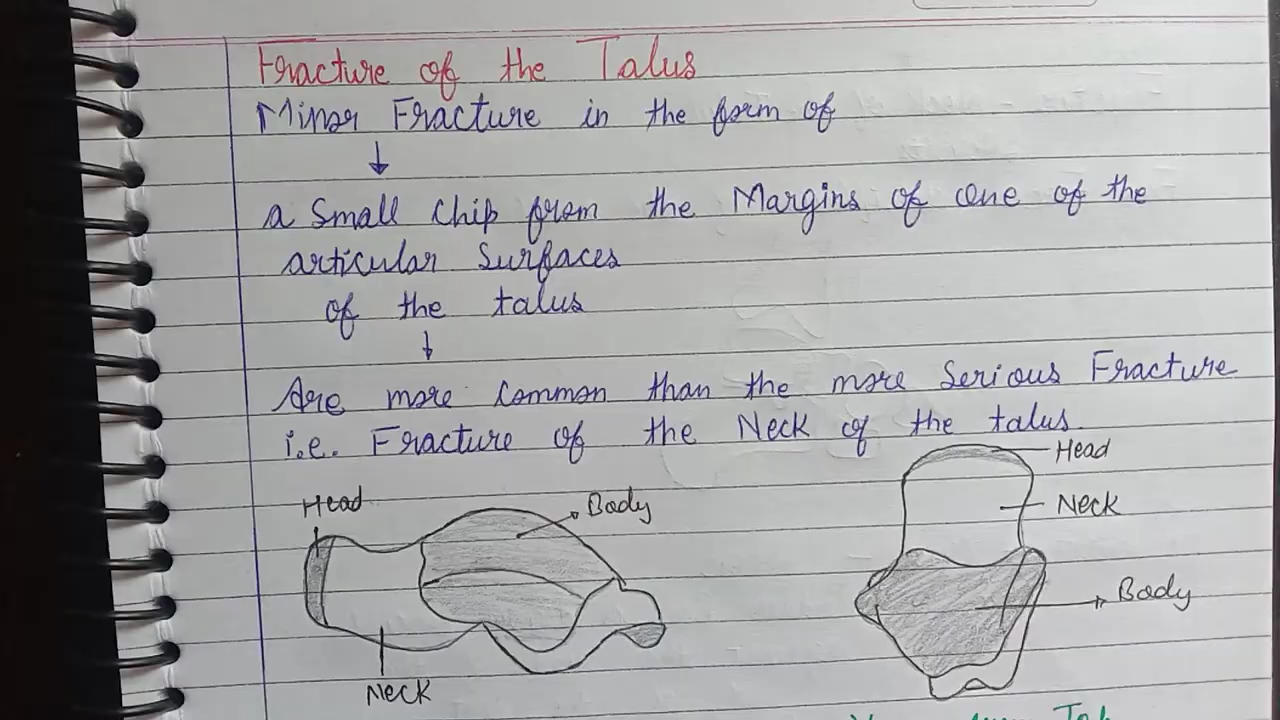 Fracture of the Talus
Minor Fracture in the form of
↓
a Small Chip from the Margins of one of the
articular Surfaces
of the talus
↓
Are more common than the more Serious Fracture
i.e. Fracture of the Neck of the talus.
Head
Neck
Body
Head
Body
Neck